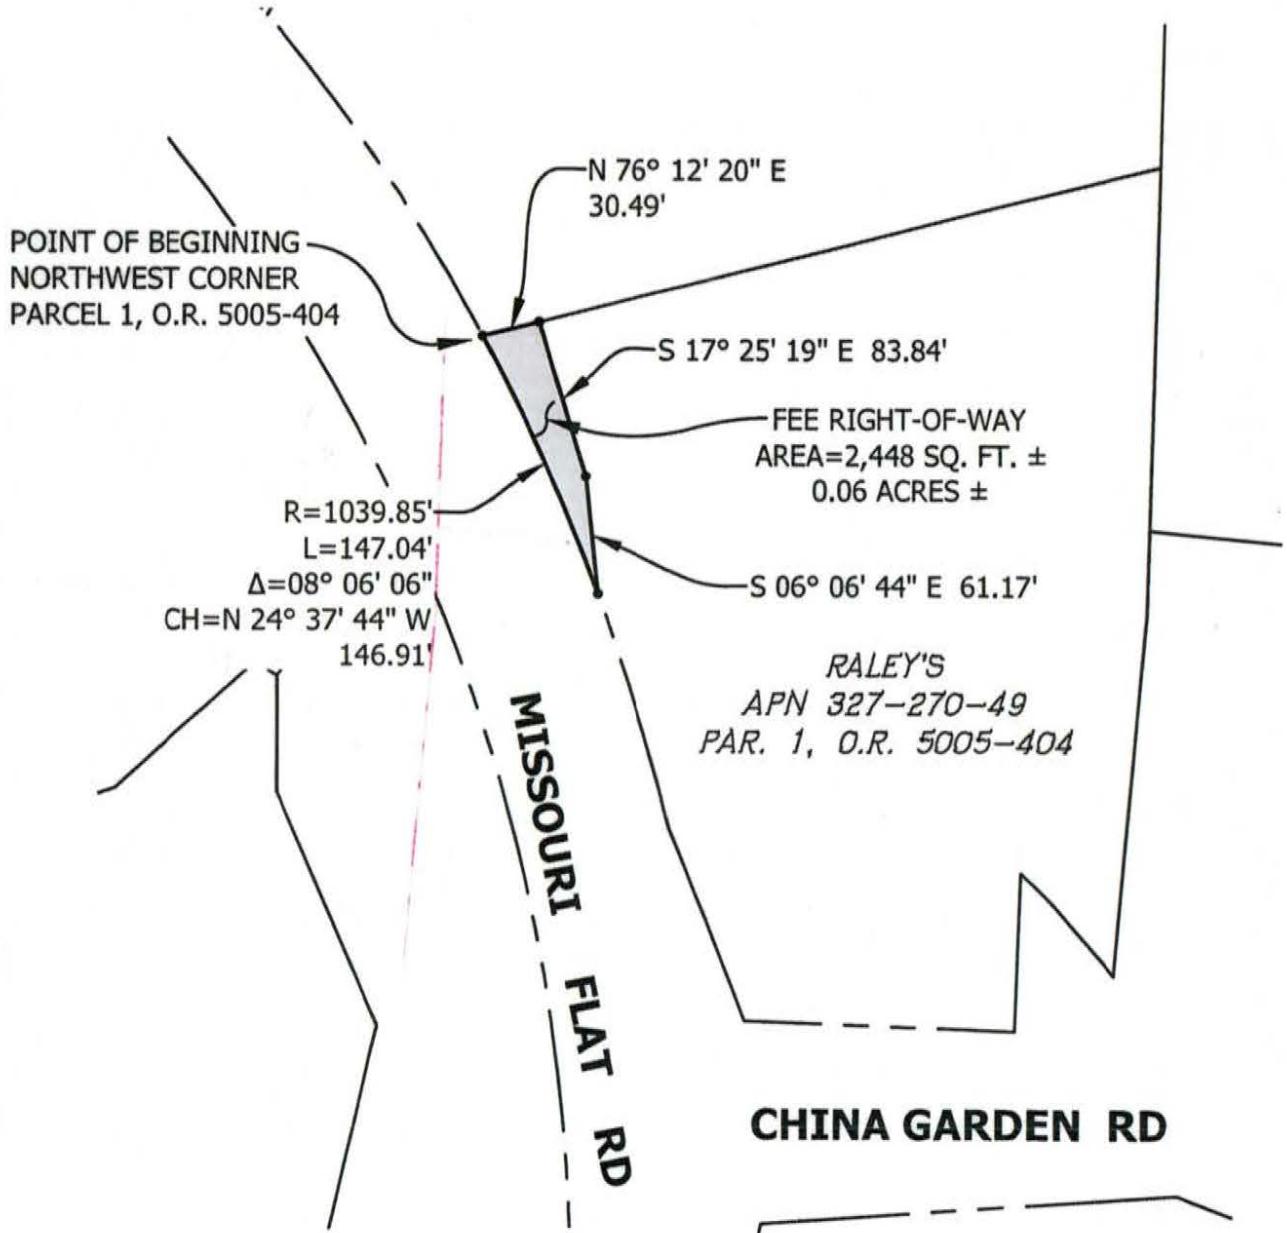 N 76° 12' 20" E
30.49'
POINT OF BEGINNING
NORTHWEST CORNER
PARCEL 1, O.R. 5005-404
S 17° 25' 19" E 83.84'
FEE RIGHT-OF-WAY
AREA=2,448 SQ. FT. ±
0.06 ACRES ±
R=1039.85'
L=147.04'
Δ=08° 06' 06"
CH=N 24° 37' 44" W
146.91'
S 06° 06' 44" E 61.17'
RALEY'S
APN 327-270-49
PAR. 1, O.R. 5005-404
MISSOURI FLAT RD
CHINA GARDEN RD